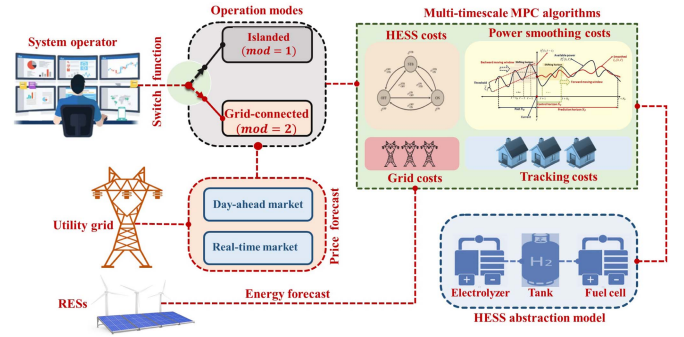 Operation modes
Multi-timescale MPC algorithms
System operator
Switch function
Islanded
(mod = 1)
Grid-connected
(mod = 2)
HESS costs
Power smoothing costs
Grid costs
Tracking costs
Utility grid
Day-ahead market
Real-time market
Price forecast
RESs
Energy forecast
H2
Electrolyzer
Tank
Fuel cell
HESS abstraction model